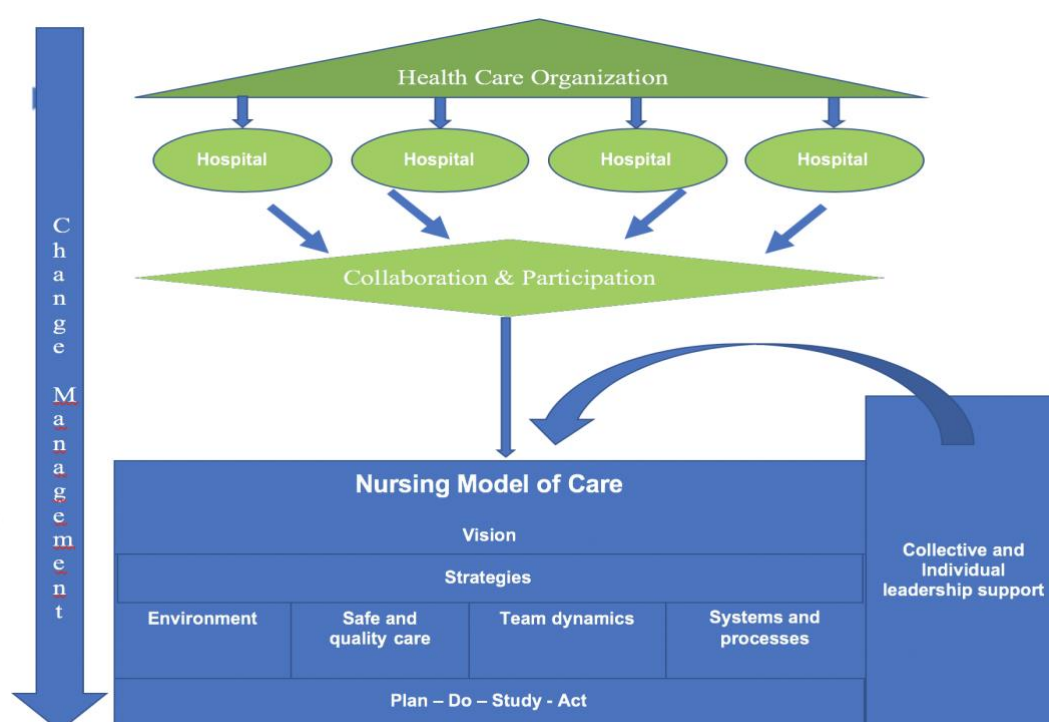 Health Care Organization
Hospital
Hospital
Hospital
Hospital
Collaboration & Participation
Change Management
Nursing Model of Care
Vision
Strategies
Environment
Safe and
quality care
Team dynamics
Systems and
processes
Plan – Do – Study - Act
Collective and
Individual
leadership support